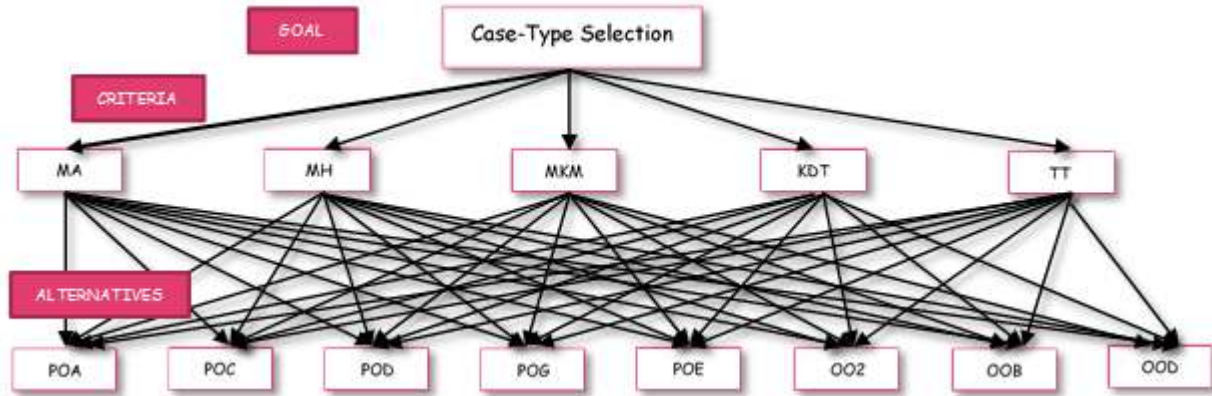 GOAL
Case-Type Selection
CRITERIA
MA
MH
MKM
KDT
TT
ALTERNATIVES
POA
POC
POD
POG
POE
OO2
OOB
OOD